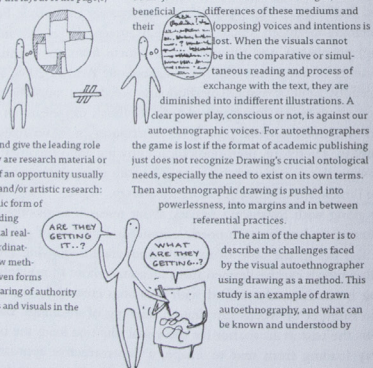 nd give the leading role
y are research material or
f an opportunity usually
and/or artistic research:
ic form of
ding
al real-
dinat-
w meth-
ven forms
aring of authority
s and visuals in the
beneficial differences of these mediums and
their (opposing) voices and intentions is
lost. When the visuals cannot
be in the comparative or simul-
taneous reading and process of
exchange with the text, they are
diminished into indifferent illustrations. A
clear power play, conscious or not, is against our
autoethnographic voices. For autoethnographers
the game is lost if the format of academic publishing
just does not recognize Drawing's crucial ontological
needs, especially the need to exist on its own terms.
Then autoethnographic drawing is pushed into
powerlessness, into margins and in between
referential practices.
The aim of the chapter is to
describe the challenges faced
by the visual autoethnographer
using drawing as a method. This
study is an example of drawn
autoethnography, and what can
be known and understood by
ARE THEY
GETTING
IT..?
WHAT
ARE THEY
GETTING..?